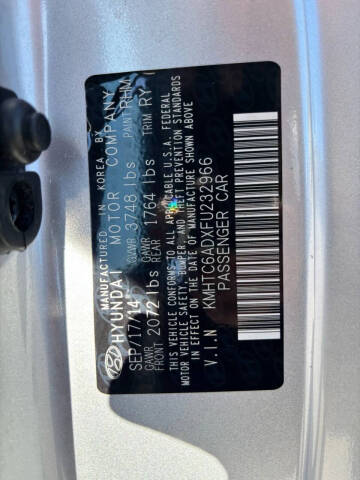 MANUFACTURED IN KOREA BY
HYUNDAI MOTOR COMPANY
SEP/17/14 GVWR 3748 lbs PAINT RHM
GAWR FRONT 2072 lbs GAWR REAR 1764 lbs TRIM RY
THIS VEHICLE CONFORMS TO ALL APPLICABLE U.S.A. FEDERAL
MOTOR VEHICLE SAFETY, BUMPER, AND THEFT PREVENTION STANDARDS
IN EFFECT ON THE DATE OF MANUFACTURE SHOWN ABOVE.
V.I.N KMHTC6ADXFU232966
PASSENGER CAR